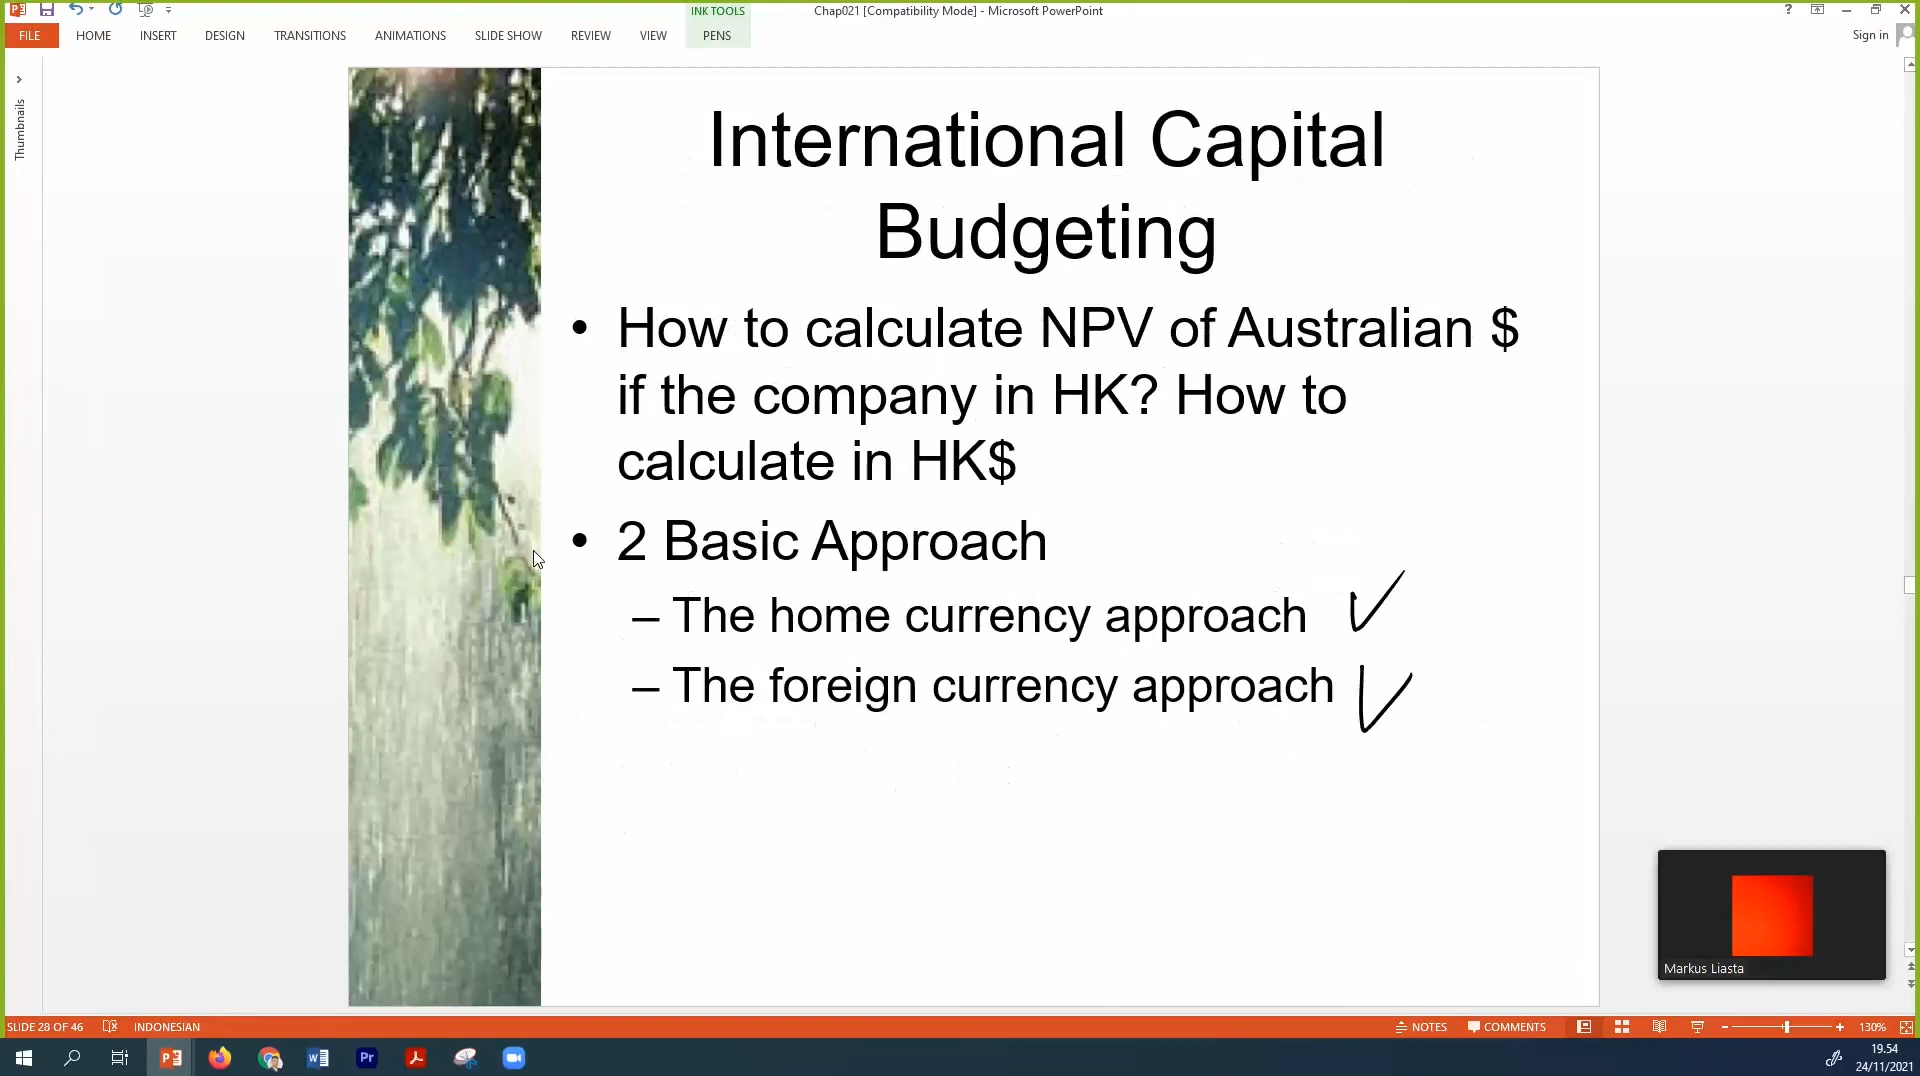 INK TOOLS
Chap021 [Compatibility Mode] - Microsoft PowerPoint
?
FILE
HOME
INSERT
DESIGN
TRANSITIONS
ANIMATIONS
SLIDE SHOW
REVIEW
VIEW
PENS
Sign in
Thumbnails
International Capital
Budgeting
• How to calculate NPV of Australian $
if the company in HK? How to
calculate in HK$
• 2 Basic Approach
– The home currency approach
– The foreign currency approach
Markus Liasta
SLIDE 28 OF 46
INDONESIAN
NOTES
COMMENTS
130%
Pr
19.54
24/11/2021